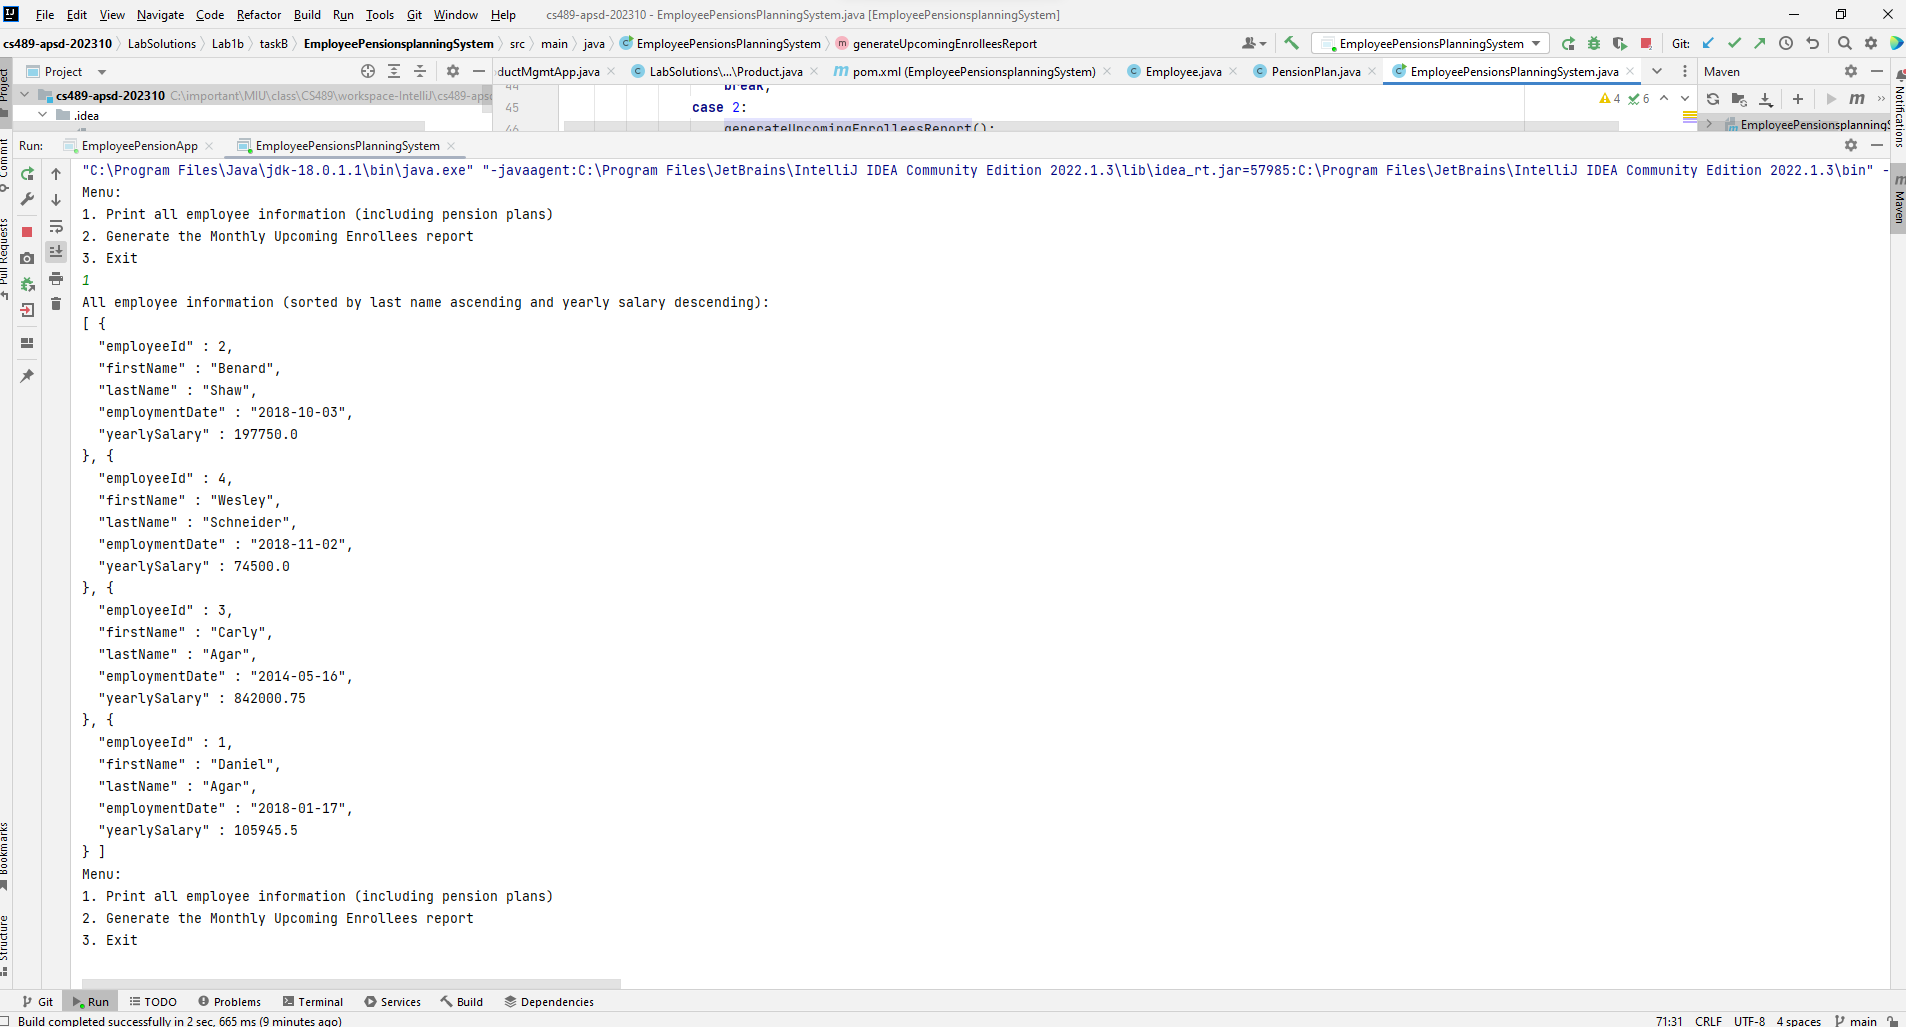 File Edit View Navigate Code Refactor Build Run Tools Git Window Help cs489-apsd-202310 - EmployeePensionsPlanningSystem.java [EmployeePensionsplanningSystem]
cs489-apsd-202310 LabSolutions Lab1b taskB EmployeePensionsplanningSystem src main java EmployeePensionsPlanningSystem generateUpcomingEnrolleesReport EmployeePensionsPlanningSystem Git:
Project ductMgmtApp.java LabSolutions\...\Product.java pom.xml (EmployeePensionsplanningSystem) Employee.java PensionPlan.java EmployeePensionsPlanningSystem.java Maven
cs489-apsd-202310 C:\important\MIU\class\CS489\workspace-IntelliJ\cs489-apsd
44 break;
45 case 2: 4 6
.idea
46 generateUpcomingEnrolleesReport();
EmployeePensionsplanningS
Run: EmployeePensionApp EmployeePensionsPlanningSystem
"C:\Program Files\Java\jdk-18.0.1.1\bin\java.exe" "-javaagent:C:\Program Files\JetBrains\IntelliJ IDEA Community Edition 2022.1.3\lib\idea_rt.jar=57985:C:\Program Files\JetBrains\IntelliJ IDEA Community Edition 2022.1.3\bin" -
Menu:
1. Print all employee information (including pension plans)
2. Generate the Monthly Upcoming Enrollees report
3. Exit
1
All employee information (sorted by last name ascending and yearly salary descending):
[ {
"employeeId" : 2,
"firstName" : "Benard",
"lastName" : "Shaw",
"employmentDate" : "2018-10-03",
"yearlySalary" : 197750.0
}, {
"employeeId" : 4,
"firstName" : "Wesley",
"lastName" : "Schneider",
"employmentDate" : "2018-11-02",
"yearlySalary" : 74500.0
}, {
"employeeId" : 3,
"firstName" : "Carly",
"lastName" : "Agar",
"employmentDate" : "2014-05-16",
"yearlySalary" : 842000.75
}, {
"employeeId" : 1,
"firstName" : "Daniel",
"lastName" : "Agar",
"employmentDate" : "2018-01-17",
"yearlySalary" : 105945.5
} ]
Menu:
1. Print all employee information (including pension plans)
2. Generate the Monthly Upcoming Enrollees report
3. Exit
Project
Commit
Pull Requests
Bookmarks
Structure
Notifications
Maven
Git Run TODO Problems Terminal Services Build Dependencies
Build completed successfully in 2 sec, 665 ms (9 minutes ago) 71:31 CRLF UTF-8 4 spaces main